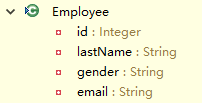 Employee
id : Integer
lastName : String
gender : String
email : String